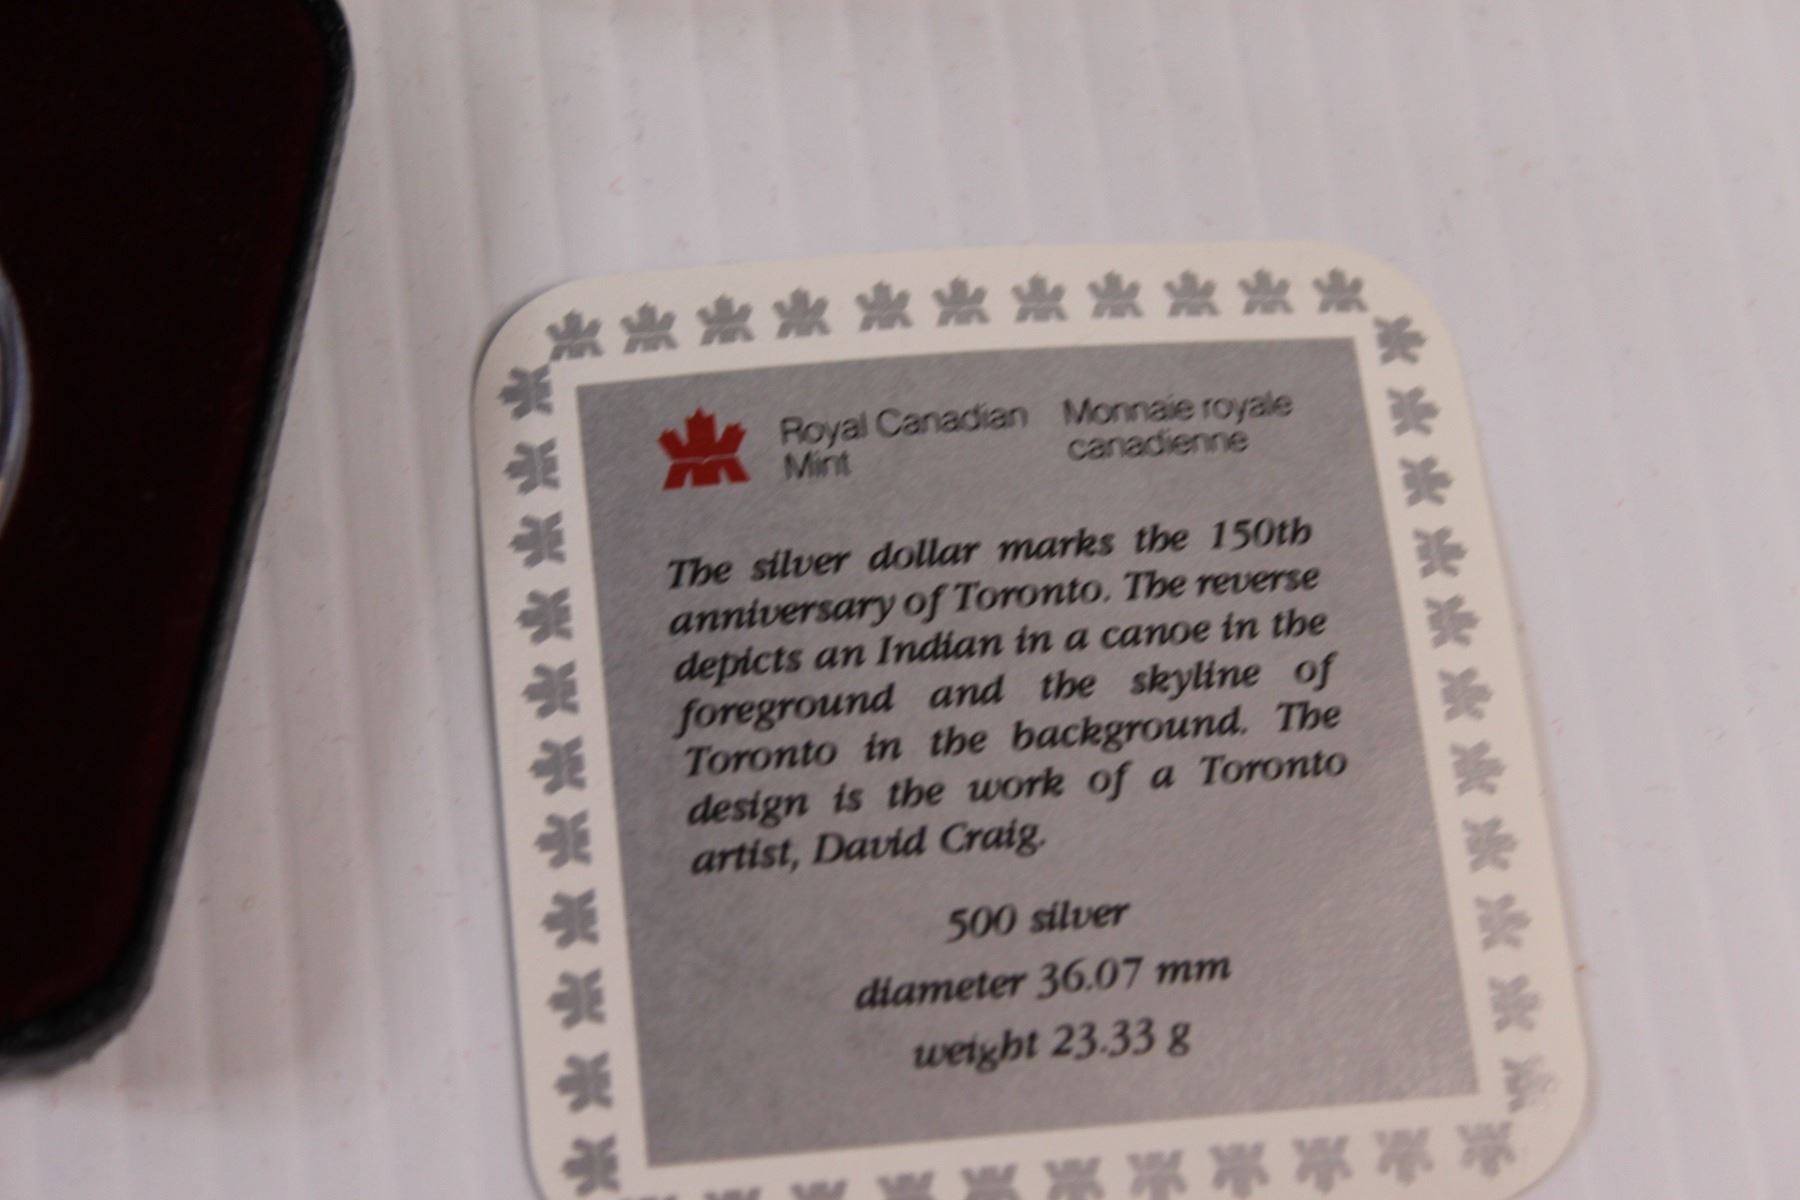 Royal Canadian Mint
Monnaie royale canadienne
The silver dollar marks the 150th
anniversary of Toronto. The reverse
depicts an Indian in a canoe in the
foreground and the skyline of
Toronto in the background. The
design is the work of a Toronto
artist, David Craig.
500 silver
diameter 36.07 mm
weight 23.33 g